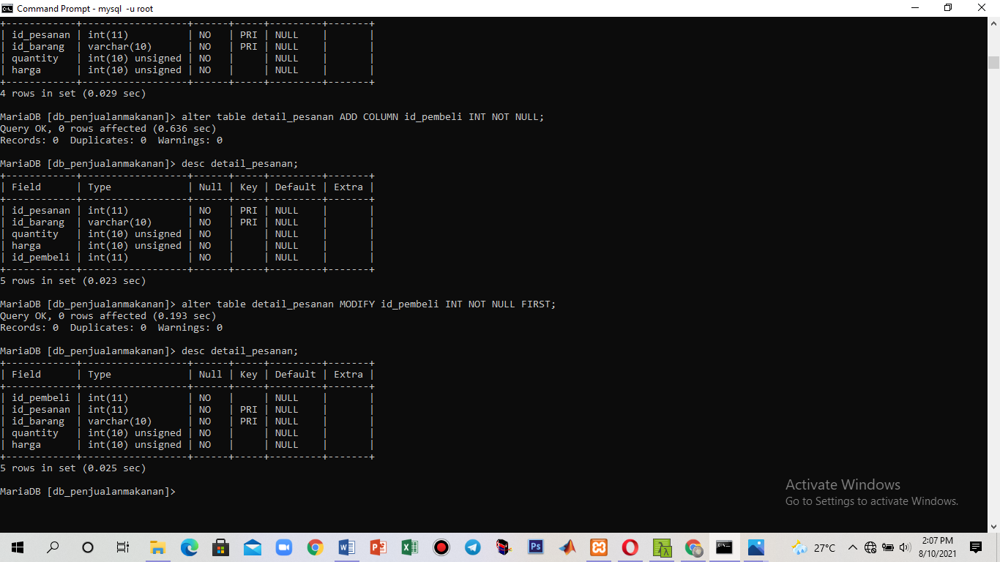 Command Prompt - mysql  -u root
+------------+------------------+------+-----+---------+-------+
| id_pesanan | int(11)          | NO   | PRI | NULL    |       |
| id_barang  | varchar(10)      | NO   | PRI | NULL    |       |
| quantity   | int(10) unsigned | NO   |     | NULL    |       |
| harga      | int(10) unsigned | NO   |     | NULL    |       |
+------------+------------------+------+-----+---------+-------+
4 rows in set (0.029 sec)
MariaDB [db_penjualanmakanan]> alter table detail_pesanan ADD COLUMN id_pembeli INT NOT NULL;
Query OK, 0 rows affected (0.636 sec)
Records: 0  Duplicates: 0  Warnings: 0
MariaDB [db_penjualanmakanan]> desc detail_pesanan;
+------------+------------------+------+-----+---------+-------+
| Field      | Type             | Null | Key | Default | Extra |
+------------+------------------+------+-----+---------+-------+
| id_pesanan | int(11)          | NO   | PRI | NULL    |       |
| id_barang  | varchar(10)      | NO   | PRI | NULL    |       |
| quantity   | int(10) unsigned | NO   |     | NULL    |       |
| harga      | int(10) unsigned | NO   |     | NULL    |       |
| id_pembeli | int(11)          | NO   |     | NULL    |       |
+------------+------------------+------+-----+---------+-------+
5 rows in set (0.023 sec)
MariaDB [db_penjualanmakanan]> alter table detail_pesanan MODIFY id_pembeli INT NOT NULL FIRST;
Query OK, 0 rows affected (0.193 sec)
Records: 0  Duplicates: 0  Warnings: 0
MariaDB [db_penjualanmakanan]> desc detail_pesanan;
+------------+------------------+------+-----+---------+-------+
| Field      | Type             | Null | Key | Default | Extra |
+------------+------------------+------+-----+---------+-------+
| id_pembeli | int(11)          | NO   |     | NULL    |       |
| id_pesanan | int(11)          | NO   | PRI | NULL    |       |
| id_barang  | varchar(10)      | NO   | PRI | NULL    |       |
| quantity   | int(10) unsigned | NO   |     | NULL    |       |
| harga      | int(10) unsigned | NO   |     | NULL    |       |
+------------+------------------+------+-----+---------+-------+
5 rows in set (0.025 sec)
MariaDB [db_penjualanmakanan]>
Activate Windows
Go to Settings to activate Windows.
27°C
2:07 PM
8/10/2021